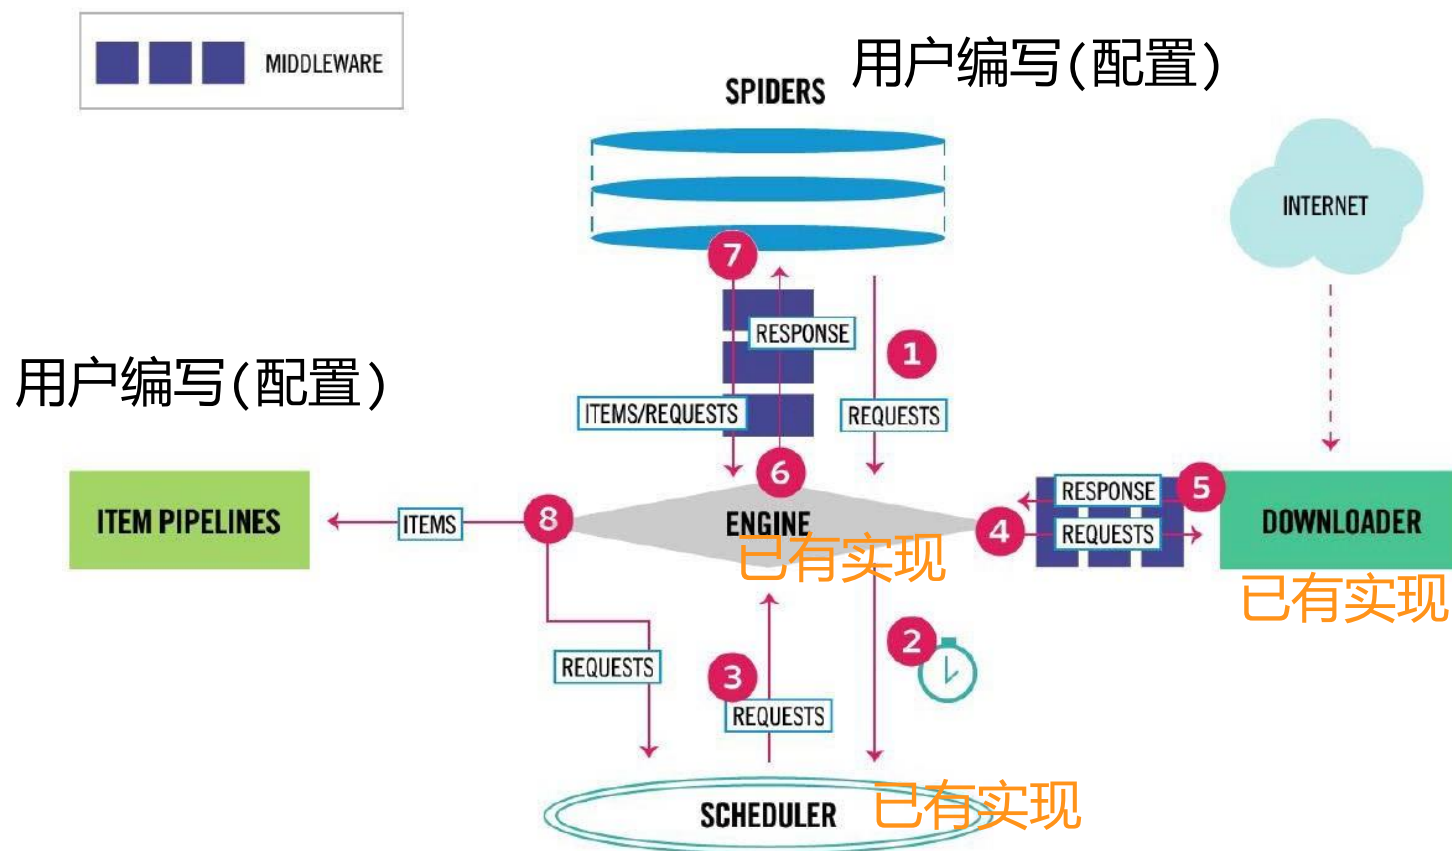 MIDDLEWARE
用户编写(配置)
SPIDERS
INTERNET
7
RESPONSE
1
用户编写(配置)
ITEMS/REQUESTS
REQUESTS
6
RESPONSE
5
ITEM PIPELINES
ITEMS
8
ENGINE
4
REQUESTS
DOWNLOADER
已有实现
已有实现
2
REQUESTS
3
REQUESTS
SCHEDULER
已有实现